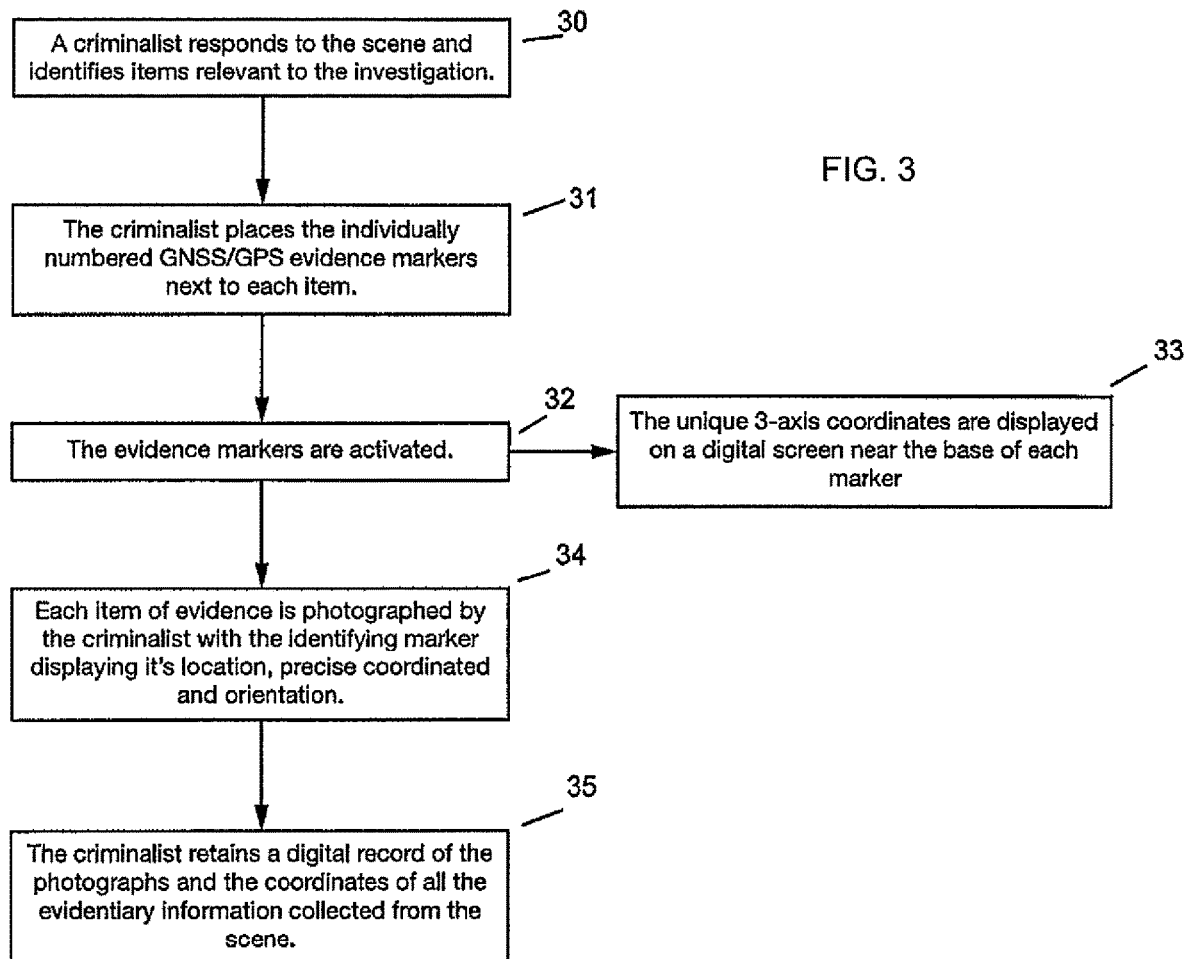 30
A criminalist responds to the scene and
identifies items relevant to the investigation.
FIG. 3
31
The criminalist places the individually
numbered GNSS/GPS evidence markers
next to each item.
32
The evidence markers are activated.
33
The unique 3-axis coordinates are displayed
on a digital screen near the base of each
marker
34
Each item of evidence is photographed by
the criminalist with the identifying marker
displaying it's location, precise coordinated
and orientation.
35
The criminalist retains a digital record of the
photographs and the coordinates of all the
evidentiary information collected from the
scene.